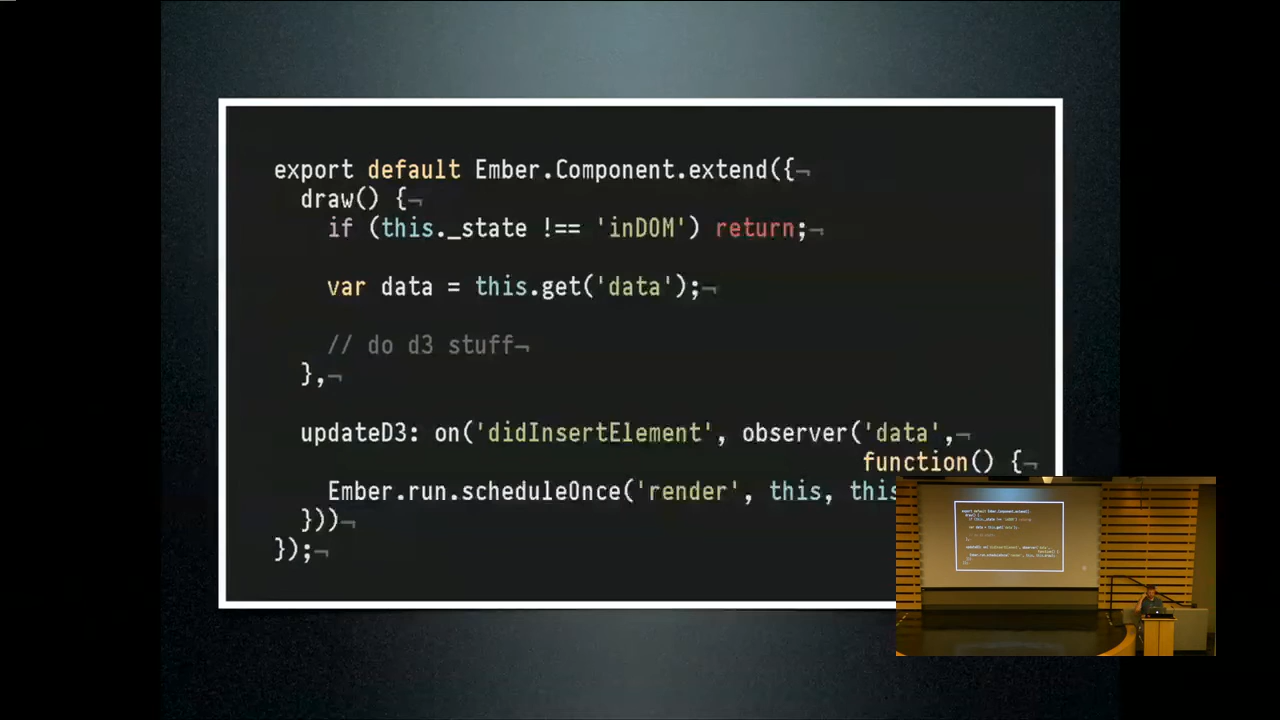 export default Ember.Component.extend({¬
draw() {¬
if (this._state !== 'inDOM') return;¬
var data = this.get('data');¬
// do d3 stuff¬
},¬
updateD3: on('didInsertElement', observer('data',¬
function() {¬
Ember.run.scheduleOnce('render', this, this
}))¬
});¬